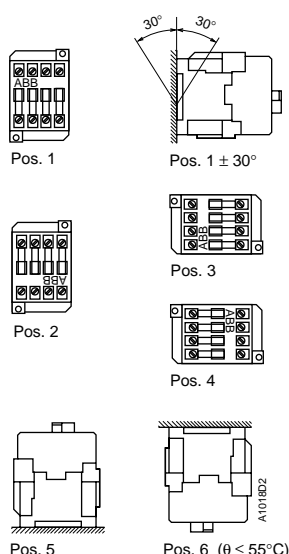 30° 30°
ABB
Pos. 1
Pos. 1 ± 30°
ABB
Pos. 3
ABB
Pos. 2
ABB
Pos. 4
A1018D2
Pos. 5
Pos. 6 (θ ≤ 55°C)